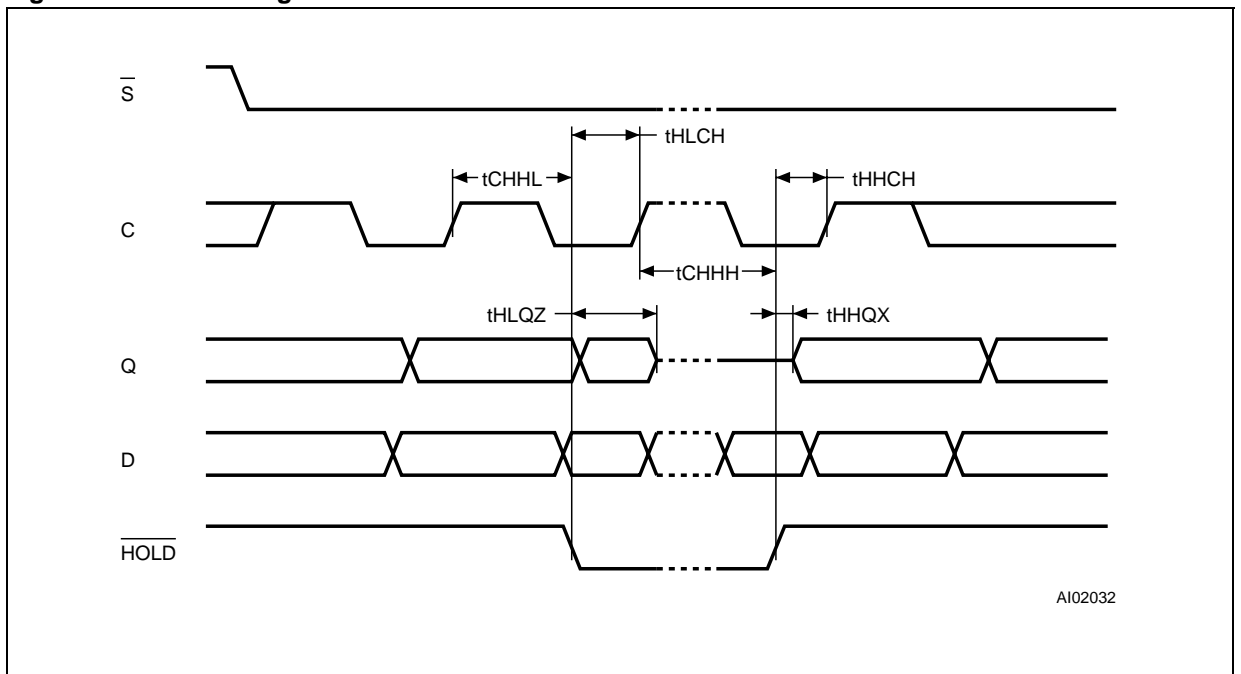 S
tHLCH
tCHHL
tHHCH
C
tCHHH
tHLQZ
tHHQX
Q
D
HOLD
AI02032